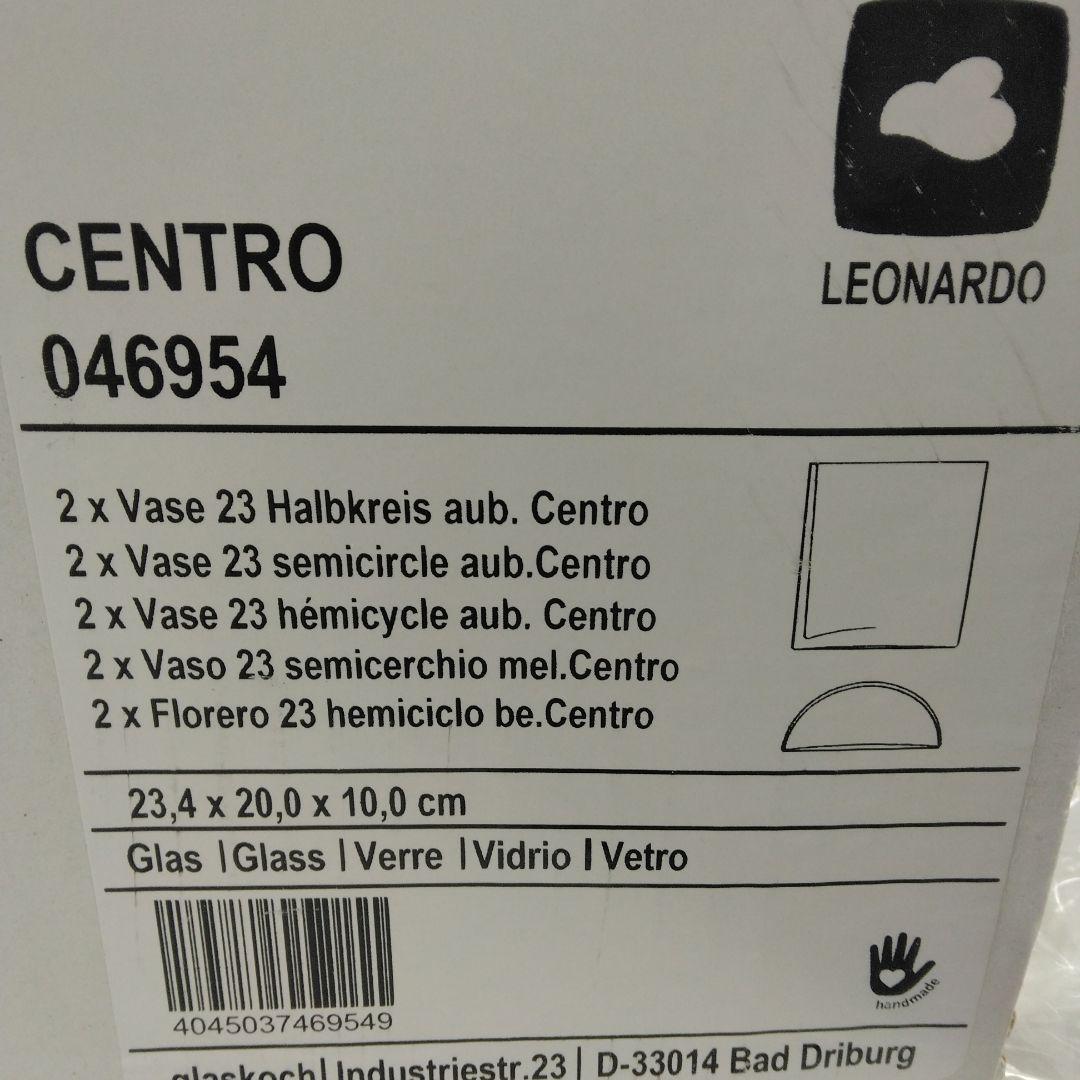 LEONARDO
CENTRO
046954
2 x Vase 23 Halbkreis aub. Centro
2 x Vase 23 semicircle aub.Centro
2 x Vase 23 hémicycle aub. Centro
2 x Vaso 23 semicerchio mel.Centro
2 x Florero 23 hemiciclo be.Centro
23,4 x 20,0 x 10,0 cm
Glas | Glass | Verre | Vidrio | Vetro
handmade
4045037469549
glaskoch | Industriestr.23 | D-33014 Bad Driburg